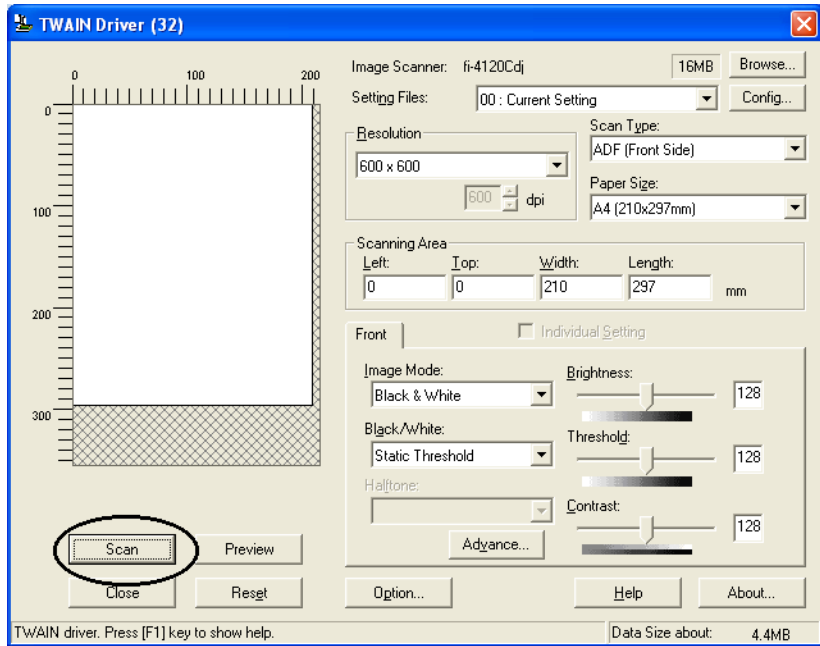 TWAIN Driver (32)
Image Scanner: fi-4120Cdj 16MB Browse...
Setting Files: 00 : Current Setting Config...
0 100 200
0
100
200
300
Resolution
600 x 600
600 dpi
Scan Type:
ADF (Front Side)
Paper Size:
A4 (210x297mm)
Scanning Area
Left: Top: Width: Length:
0 0 210 297 mm
Front Individual Setting
Image Mode:
Black & White
Brightness:
128
Black/White:
Static Threshold
Threshold:
128
Halftone:
Contrast:
128
Advance...
Scan Preview
Close Reset Option... Help About...
TWAIN driver. Press [F1] key to show help. Data Size about: 4.4MB